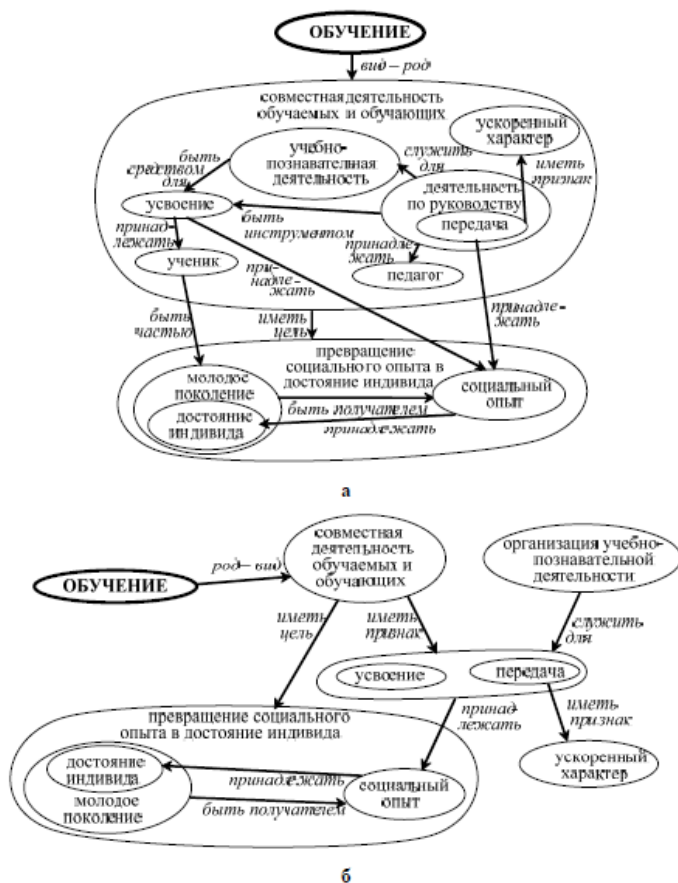 ОБУЧЕНИЕ
вид – род
совместная деятельность
обучаемых и обучающих
ускоренный
характер
учебно-
познавательная
деятельность
служить
для
быть
средством
для
иметь
признак
деятельность
по руководству
передача
усвоение
быть
инструментом
принад-
лежать
принадле-
жать
ученик
педагог
при-
надле-
жать
принадле-
жать
быть
частью
иметь
цель
превращение
социального опыта в
достояние индивида
молодое
поколение
социальный
опыт
быть получателем
достояние
индивида
принадлежать
а
совместная
деятельность
обучаемых и
обучающих
организация учебно-
познавательной
деятельности
род – вид
ОБУЧЕНИЕ
иметь
цель
иметь
признак
служить
для
усвоение
передача
превращение социального
опыта в достояние индивида
принад-
лежать
иметь
признак
достояние
индивида
принадлежать
социальный
опыт
ускоренный
характер
молодое
поколение
быть получателем
б